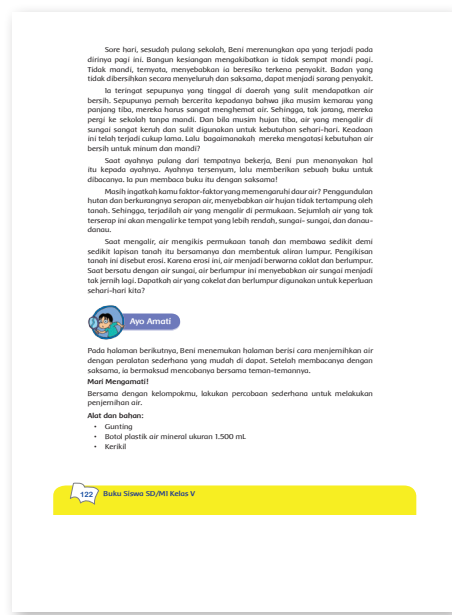 Sore hari, sesudah pulang sekolah, Beni merenungkan apa yang terjadi pada
dirinya pagi ini. Bangun kesiangan mengakibatkan ia tidak sempat mandi pagi.
Tidak mandi, ternyata, menyebabkan ia beresiko terkena penyakit. Badan yang
tidak dibersihkan secara menyeluruh dan saksama, dapat menjadi sarang penyakit.
Ia teringat sepupunya yang tinggal di daerah yang sulit mendapatkan air
bersih. Sepupunya pernah bercerita kepadanya bahwa jika musim kemarau yang
panjang tiba, mereka harus sangat menghemat air. Sehingga, tak jarang, mereka
pergi ke sekolah tanpa mandi. Dan bila musim hujan tiba, air yang mengalir di
sungai sangat keruh dan sulit digunakan untuk kebutuhan sehari-hari. Keadaan
ini telah terjadi cukup lama. Lalu bagaimanakah mereka mengatasi kebutuhan air
bersih untuk minum dan mandi?
Saat ayahnya pulang dari tempatnya bekerja, Beni pun menanyakan hal
itu kepada ayahnya. Ayahnya tersenyum, lalu memberikan sebuah buku untuk
dibacanya. Ia pun membaca buku itu dengan saksama!
Masih ingatkah kamu faktor-faktor yang memengaruhi daur air? Penggundulan
hutan dan berkurangnya serapan air, menyebabkan air hujan tidak tertampung oleh
tanah. Sehingga, terjadilah air yang mengalir di permukaan. Sejumlah air yang tak
terserap ini akan mengalir ke tempat yang lebih rendah, sungai- sungai, dan danau-
danau.
Saat mengalir, air mengikis permukaan tanah dan membawa sedikit demi
sedikit lapisan tanah itu bersamanya dan membentuk aliran lumpur. Pengikisan
tanah ini disebut erosi. Karena erosi ini, air menjadi berwarna coklat dan berlumpur.
Saat bersatu dengan air sungai, air berlumpur ini menyebabkan air sungai menjadi
tak jernih lagi. Dapatkah air yang cokelat dan berlumpur digunakan untuk keperluan
sehari-hari kita?
Ayo Amati
Pada halaman berikutnya, Beni menemukan halaman berisi cara menjernihkan air
dengan peralatan sederhana yang mudah di dapat. Setelah membacanya dengan
saksama, ia bermaksud mencobanya bersama teman-temannya.
Mari Mengamati!
Bersama dengan kelompokmu, lakukan percobaan sederhana untuk melakukan
penjernihan air.
Alat dan bahan:
• Gunting
• Botol plastik air mineral ukuran 1.500 mL
• Kerikil
122 Buku Siswa SD/MI Kelas V